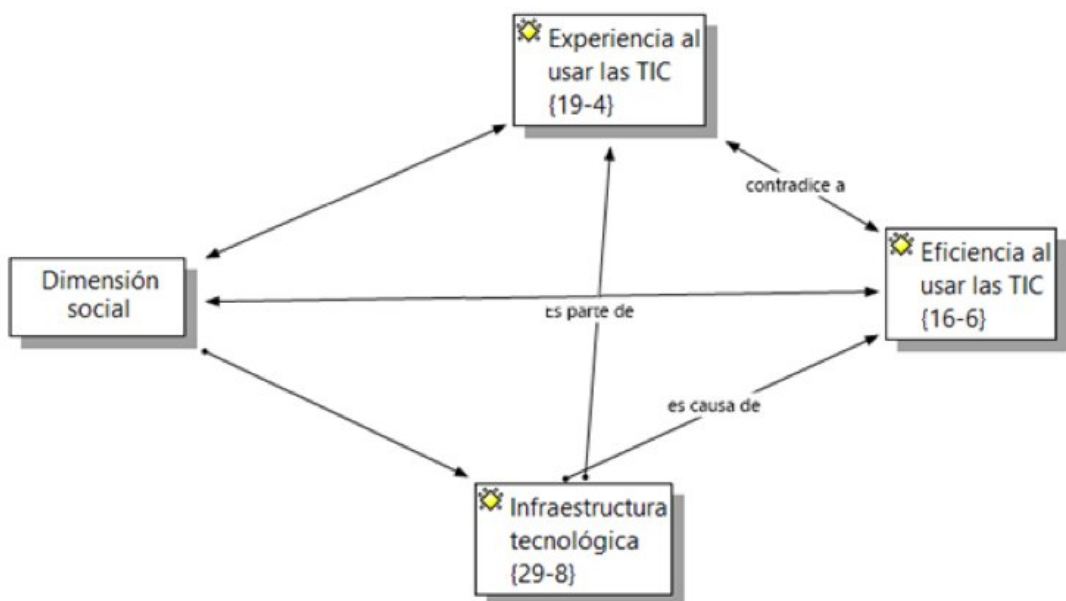 Experiencia al
usar las TIC
{19-4}
contradice a
Eficiencia al
usar las TIC
{16-6}
Dimensión
social
Es parte de
es causa de
Infraestructura
tecnológica
{29-8}